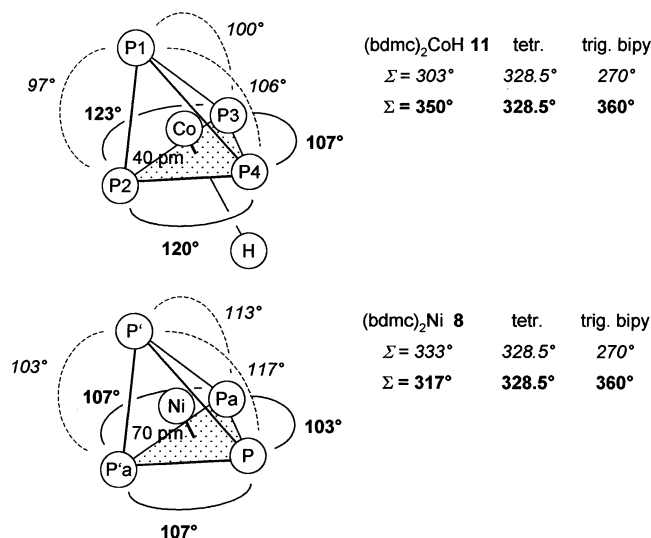 100°
P1
(bdmc)₂CoH 11 tetr. trig. bipy
97°
106°
Σ = 303° 328.5° 270°
123°
P3
Σ = 350° 328.5° 360°
Co
107°
40 pm
P2
P4
120°
H
113°
P‘
(bdmc)₂Ni 8 tetr. trig. bipy
103°
117°
Σ = 333° 328.5° 270°
107°
Pa
Σ = 317° 328.5° 360°
Ni
103°
70 pm
P‘a
P
107°